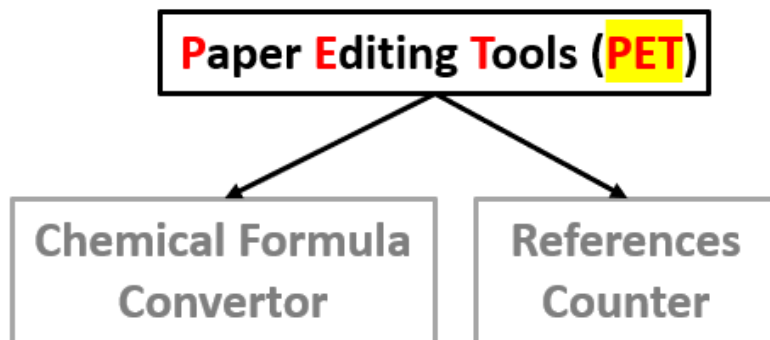 Paper Editing Tools (PET)
Chemical Formula
Convertor
References
Counter